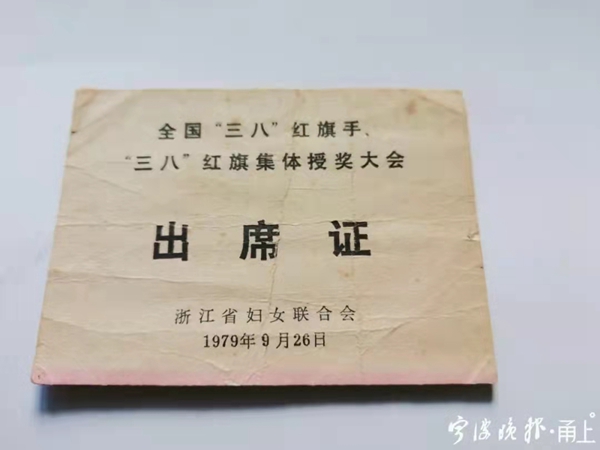 全国“三八”红旗手、
“三八”红旗集体授奖大会
出席证
浙江省妇女联合会
1979年9月26日
宁波晚报·甬上